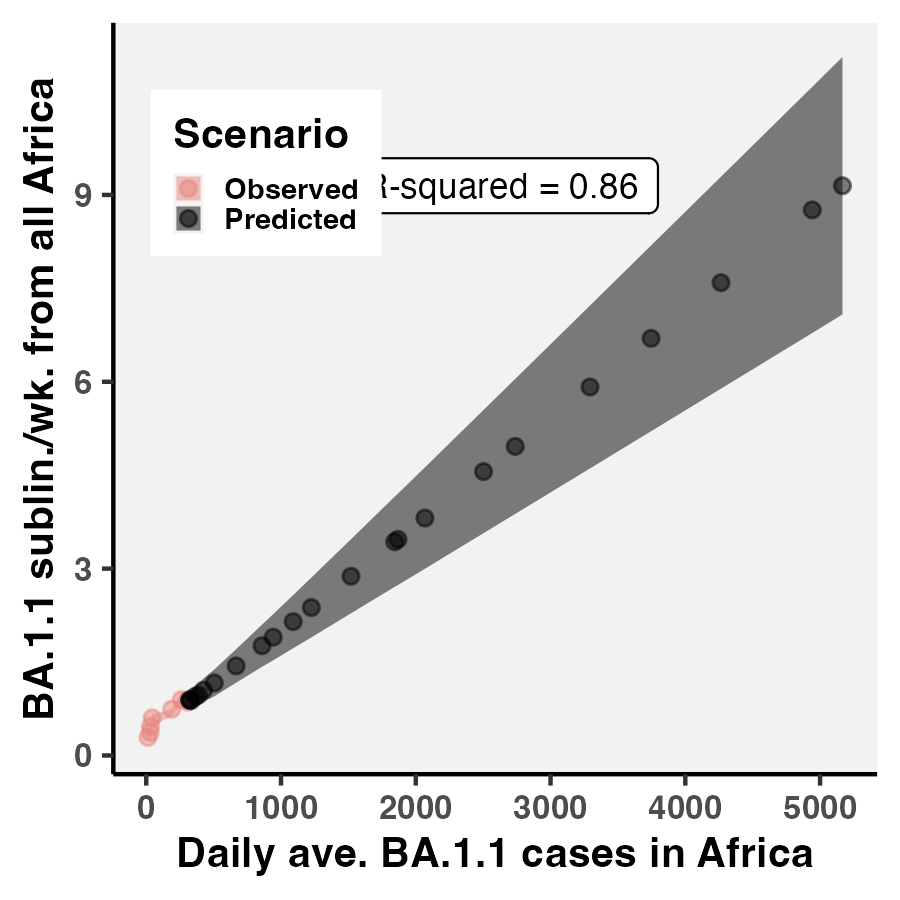 BA.1.1 sublin./wk. from all Africa
9
6
3
0
Scenario
Observed
Predicted
R-squared = 0.86
0 1000 2000 3000 4000 5000
Daily ave. BA.1.1 cases in Africa